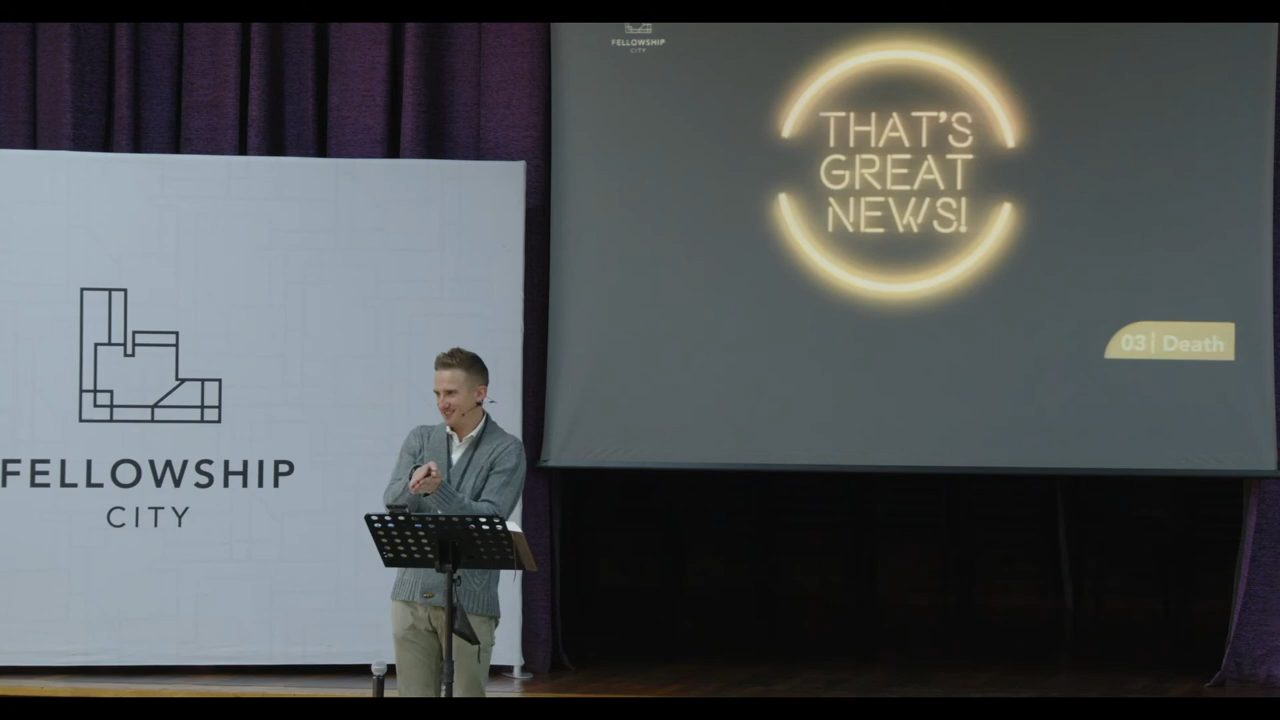 FELLOWSHIP
CITY
FELLOWSHIP
CITY
THAT'S
GREAT
NEWS!
03 | Death